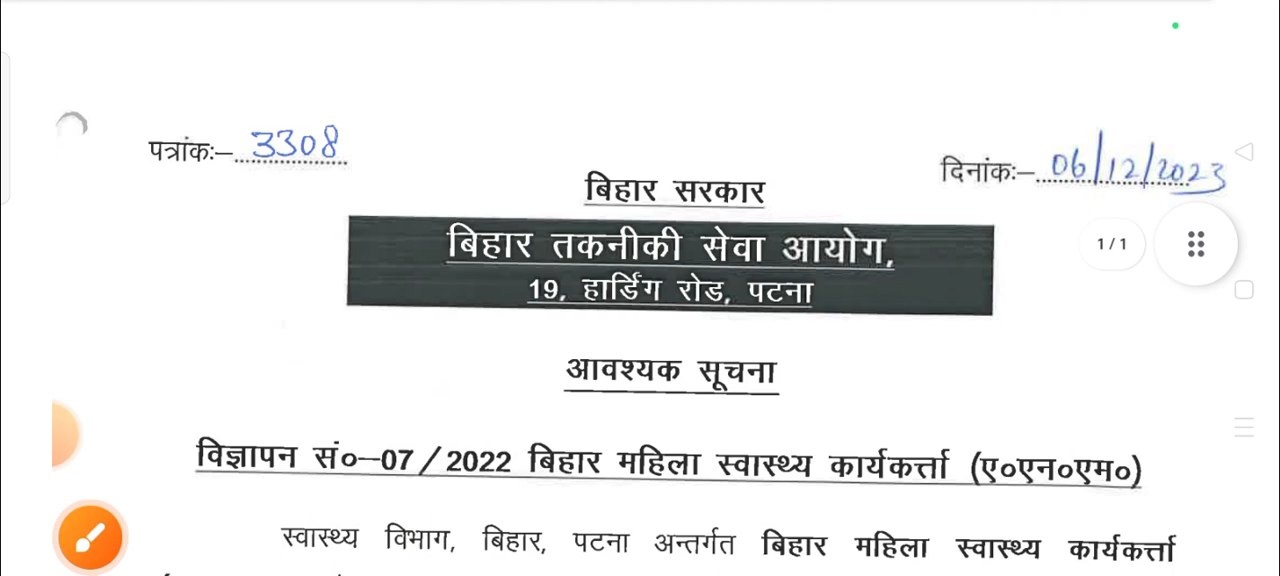 पत्रांकः– 3308
दिनांकः– 06/12/2023
बिहार सरकार
बिहार तकनीकी सेवा आयोग,
1/1
19, हार्डिंग रोड, पटना
आवश्यक सूचना
विज्ञापन सं०–07/2022 बिहार महिला स्वास्थ्य कार्यकर्त्ता (ए०एन०एम०)
स्वास्थ्य विभाग, बिहार, पटना अन्तर्गत बिहार महिला स्वास्थ्य कार्यकर्त्ता